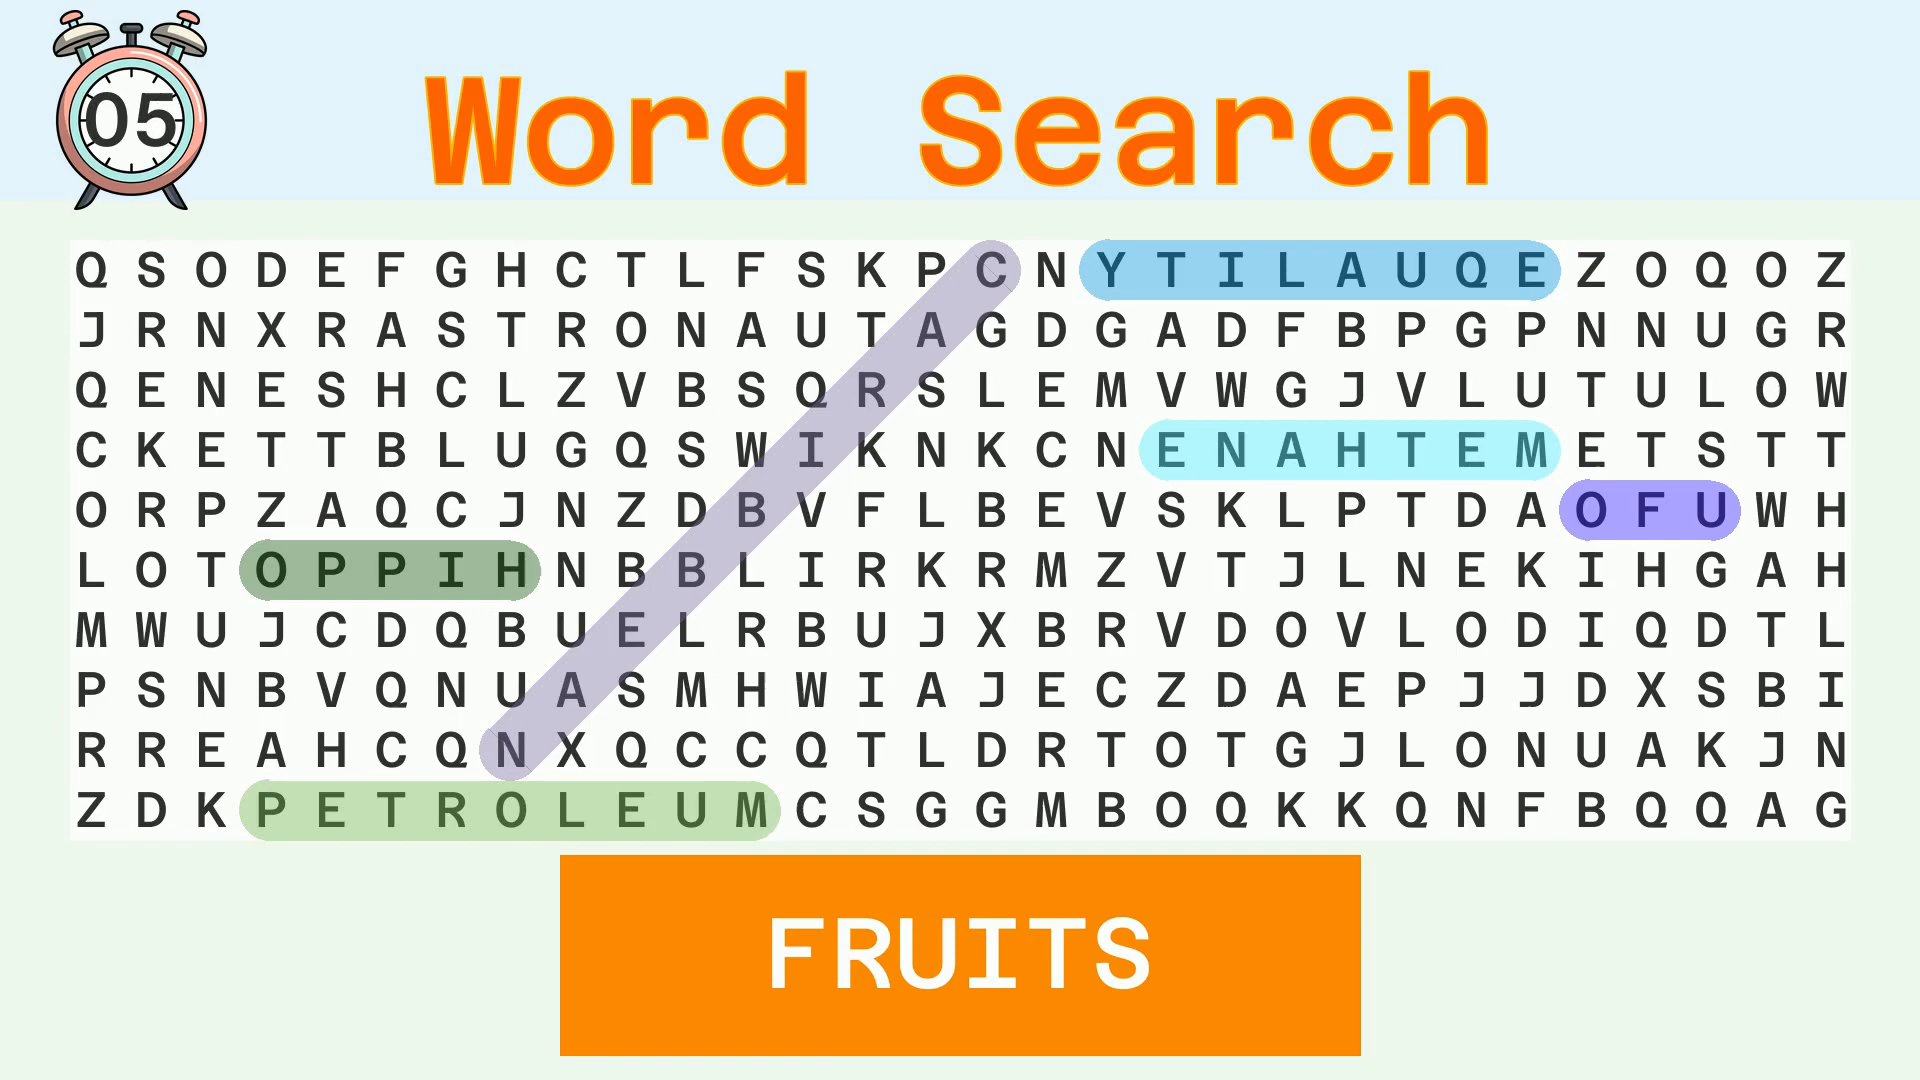 05
Word Search
Q S O D E F G H C T L F S K P C N Y T I L A U Q E Z O Q O Z
J R N X R A S T R O N A U T A G D G A D F B P G P N N U G R
Q E N E S H C L Z V B S Q R S L E M V W G J V L U T U L O W
C K E T T B L U G Q S W I K N K C N E N A H T E M E T S T T
O R P Z A Q C J N Z D B V F L B E V S K L P T D A O F U W H
L O T O P P I H N B B L I R K R M Z V T J L N E K I H G A H
M W U J C D Q B U E L R B U J X B R V D O V L O D I Q D T L
P S N B V Q N U A S M H W I A J E C Z D A E P J J D X S B I
R R E A H C Q N X Q C C Q T L D R T O T G J L O N U A K J N
Z D K P E T R O L E U M C S G G M B O Q K K Q N F B Q Q A G
FRUITS